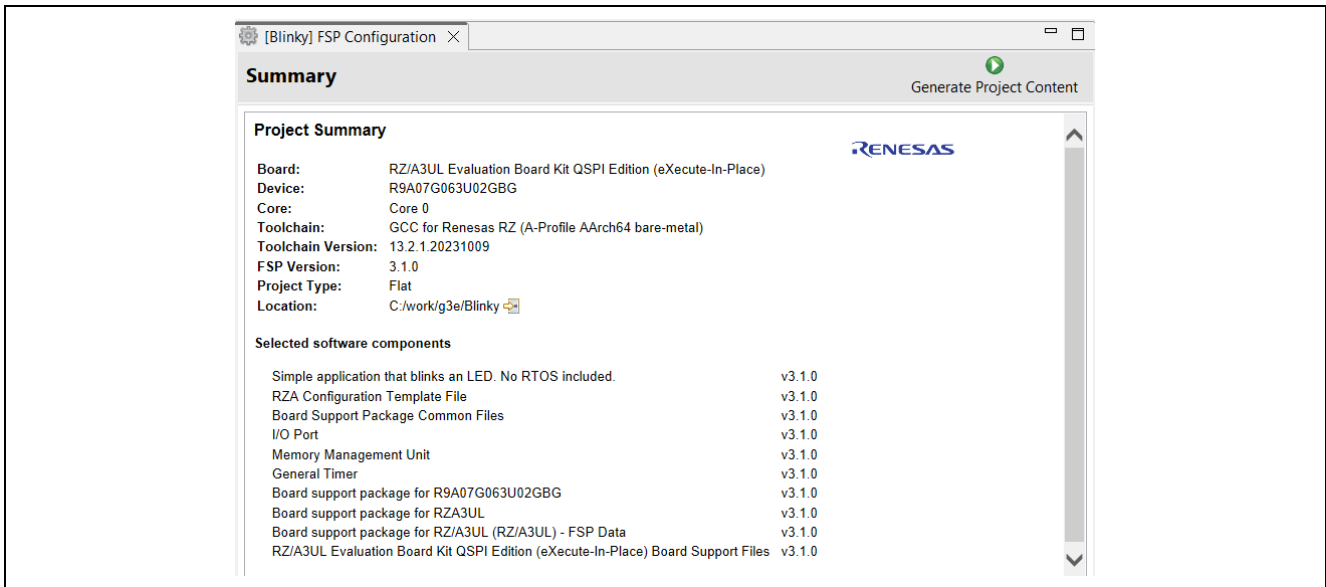 [Blinky] FSP Configuration
Summary
Generate Project Content
Project Summary
RENESAS
Board: RZ/A3UL Evaluation Board Kit QSPI Edition (eXecute-In-Place)
Device: R9A07G063U02GBG
Core: Core 0
Toolchain: GCC for Renesas RZ (A-Profile AArch64 bare-metal)
Toolchain Version: 13.2.1.20231009
FSP Version: 3.1.0
Project Type: Flat
Location: C:/work/g3e/Blinky
Selected software components
Simple application that blinks an LED. No RTOS included. v3.1.0
RZA Configuration Template File v3.1.0
Board Support Package Common Files v3.1.0
I/O Port v3.1.0
Memory Management Unit v3.1.0
General Timer v3.1.0
Board support package for R9A07G063U02GBG v3.1.0
Board support package for RZA3UL v3.1.0
Board support package for RZ/A3UL (RZ/A3UL) - FSP Data v3.1.0
RZ/A3UL Evaluation Board Kit QSPI Edition (eXecute-In-Place) Board Support Files v3.1.0